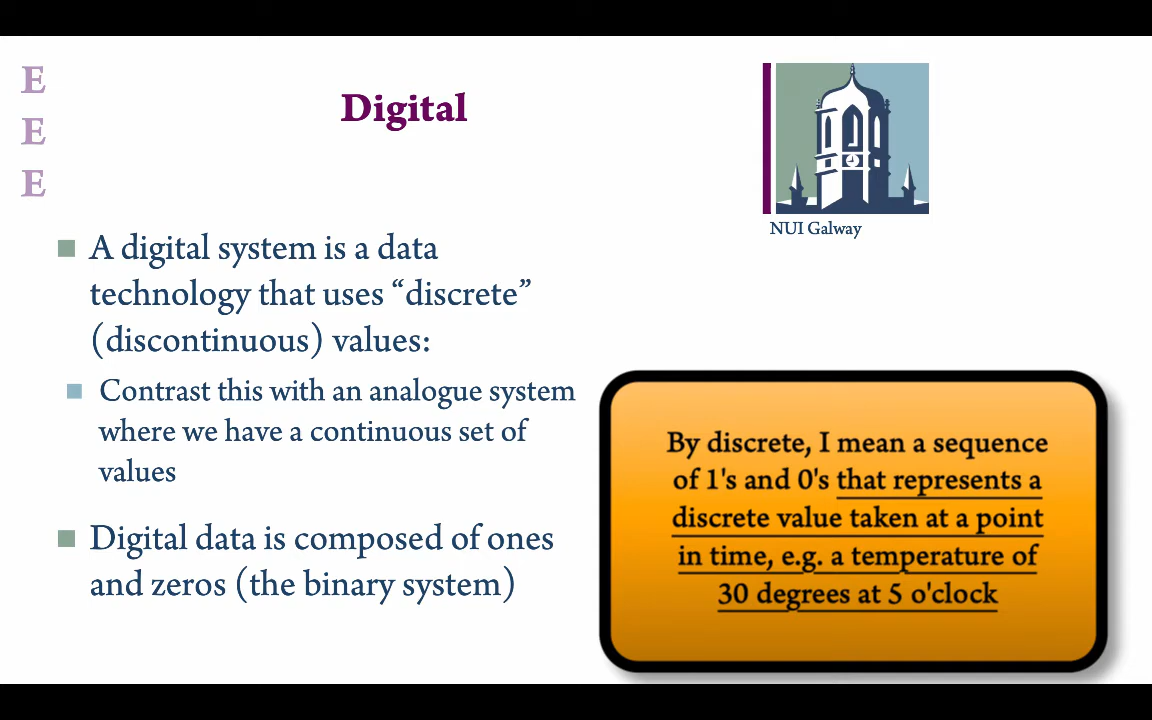 E
E
E
Digital
NUI Galway
A digital system is a data
technology that uses “discrete”
(discontinuous) values:
Contrast this with an analogue system
where we have a continuous set of
values
Digital data is composed of ones
and zeros (the binary system)
By discrete, I mean a sequence
of 1's and 0's that represents a
discrete value taken at a point
in time, e.g. a temperature of
30 degrees at 5 o'clock